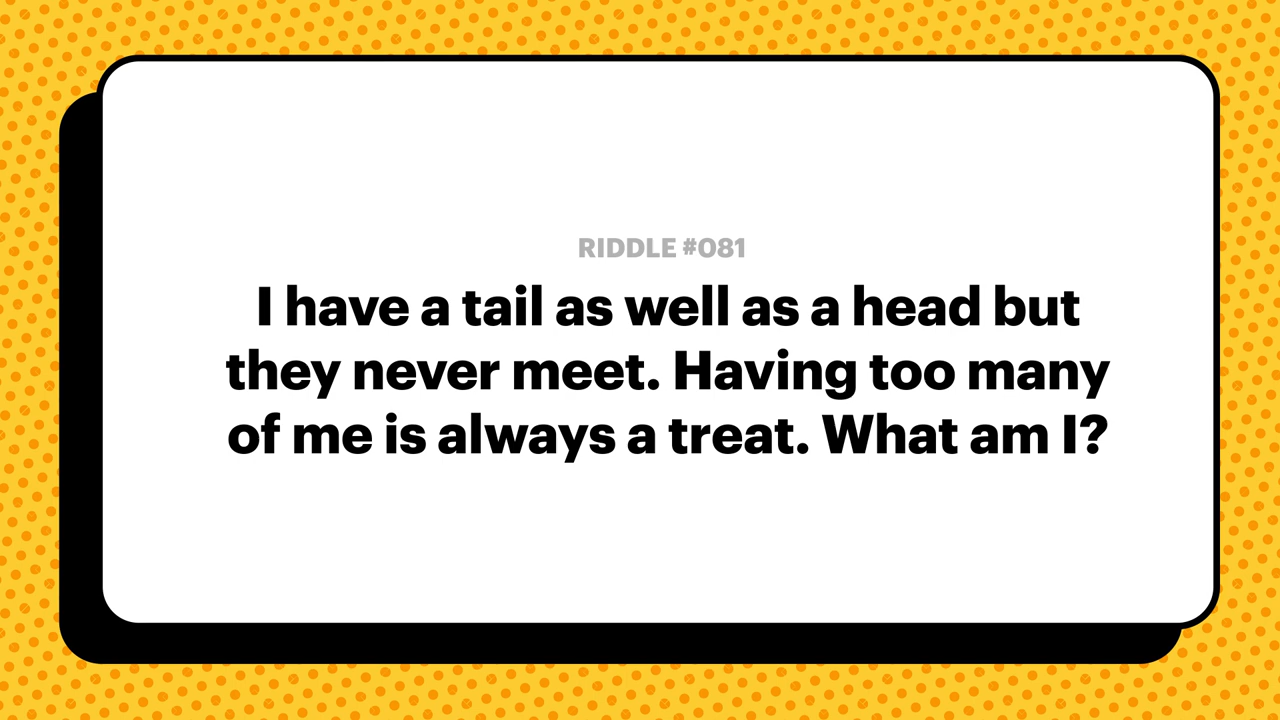 RIDDLE #081
I have a tail as well as a head but
they never meet. Having too many
of me is always a treat. What am I?